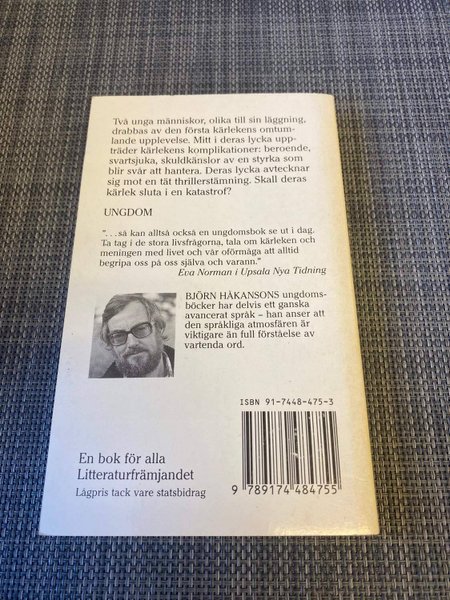 Två unga människor, olika till sin läggning,
drabbas av den första kärlekens omtum-
lande upplevelse. Mitt i deras lycka upp-
träder kärlekens komplikationer: beroende,
svartsjuka, skuldkänslor av en styrka som
blir svår att hantera. Deras lycka avtecknar
sig mot en tät thrillerstämning. Skall deras
kärlek sluta i en katastrof?
UNGDOM
”. . .så kan alltså också en ungdomsbok se ut i dag.
Ta tag i de stora livsfrågorna, tala om kärleken och
meningen med livet och vår oförmåga att alltid
begripa oss på oss själva och varann.”
Eva Norman i Upsala Nya Tidning
BJÖRN HÅKANSONS ungdoms-
böcker har delvis ett ganska
avancerat språk – han anser att
den språkliga atmosfären är
viktigare än full förståelse av
vartenda ord.
ISBN 91-7448-475-3
En bok för alla
Litteraturfrämjandet
Lågpris tack vare statsbidrag
9 789174 484755